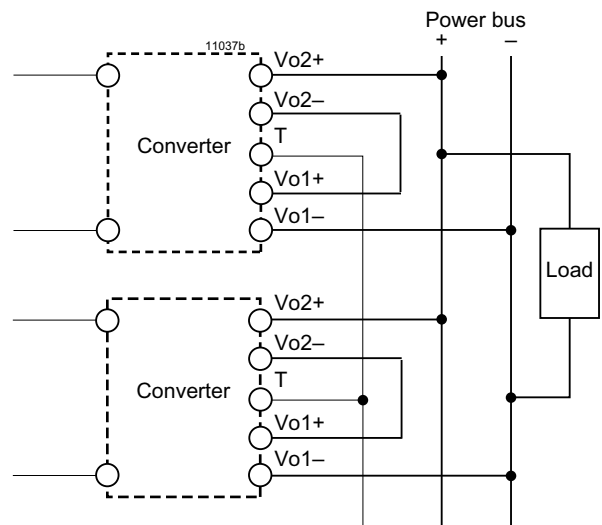 Power bus
+
–
11037b
Vo2+
Vo2–
T
Vo1+
Vo1–
Converter
Load
Vo2+
Vo2–
T
Vo1+
Vo1–
Converter